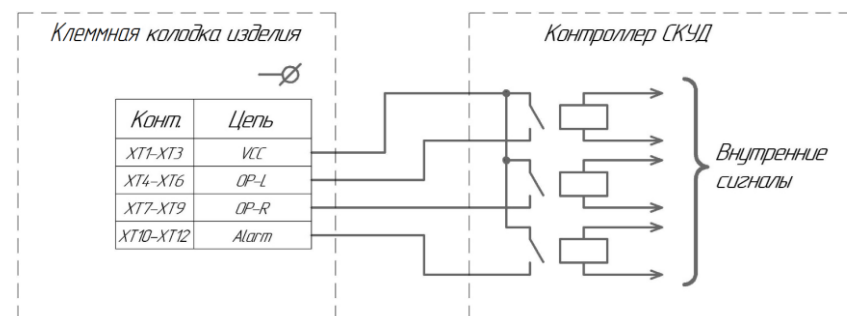 Клеммная колодка изделия
Контроллер СКУД
Конт. Цепь
XT1-XT3 VCC
XT4-XT6 OP-L
XT7-XT9 OP-R
XT10-XT12 Alarm
Внутренние
сигналы